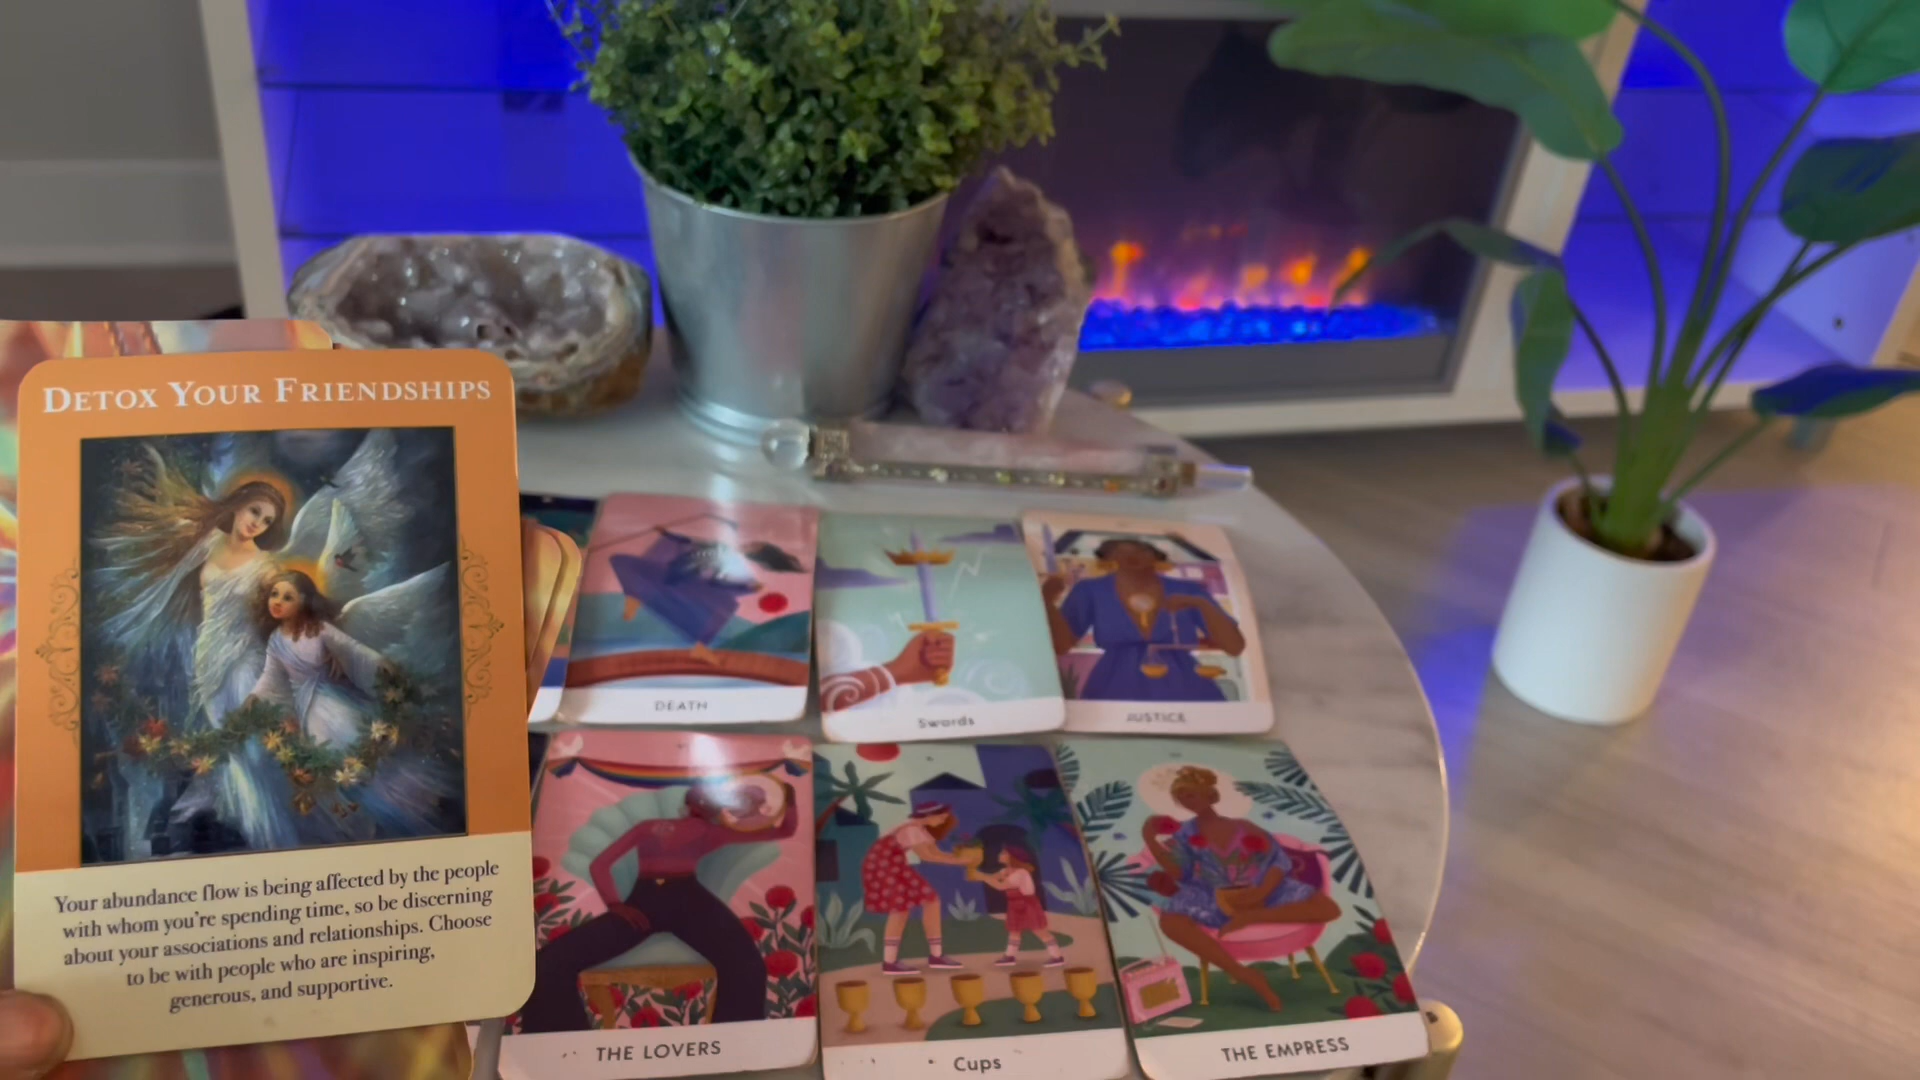 DETOX YOUR FRIENDSHIPS
Your abundance flow is being affected by the people
with whom you're spending time, so be discerning
about your associations and relationships. Choose
to be with people who are inspiring,
generous, and supportive.
DEATH
Swords
JUSTICE
THE LOVERS
Cups
THE EMPRESS